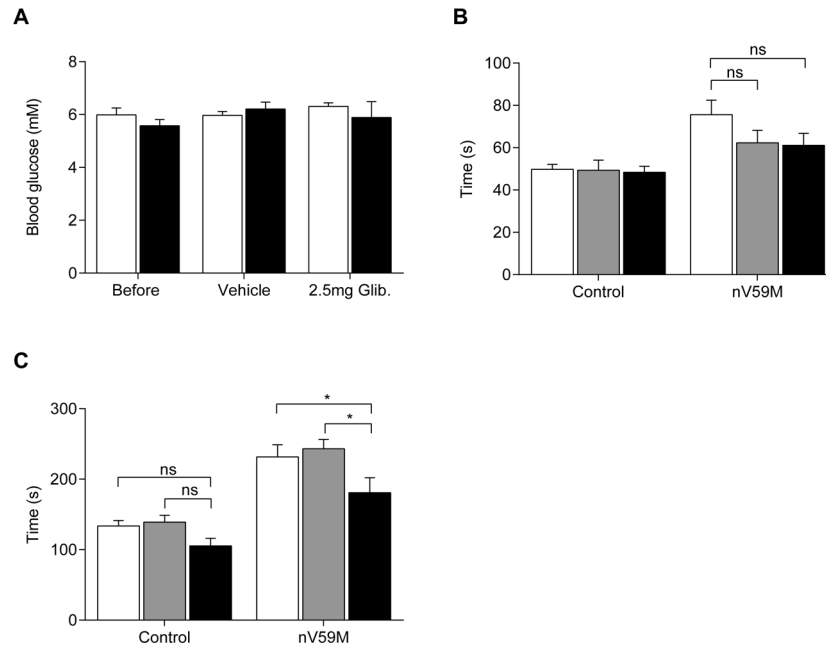 A
Blood glucose (mM)
8
6
4
2
0
Before
Vehicle
2.5mg Glib.
B
Time (s)
100
80
60
40
20
0
ns
ns
Control
nV59M
C
Time (s)
300
200
100
0
ns
ns
*
*
Control
nV59M